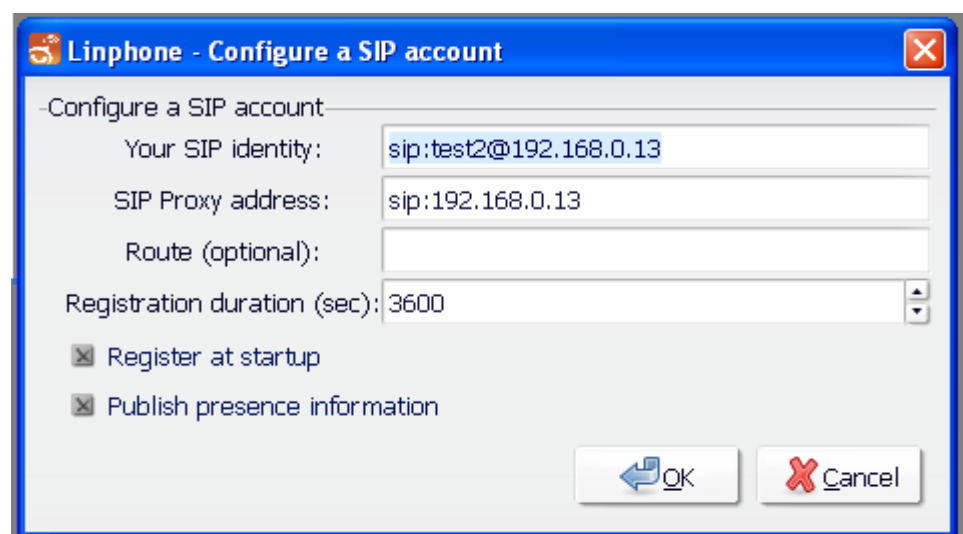 Linphone - Configure a SIP account
Configure a SIP account
Your SIP identity: sip:test2@192.168.0.13
SIP Proxy address: sip:192.168.0.13
Route (optional):
Registration duration (sec): 3600
Register at startup
Publish presence information
OK Cancel